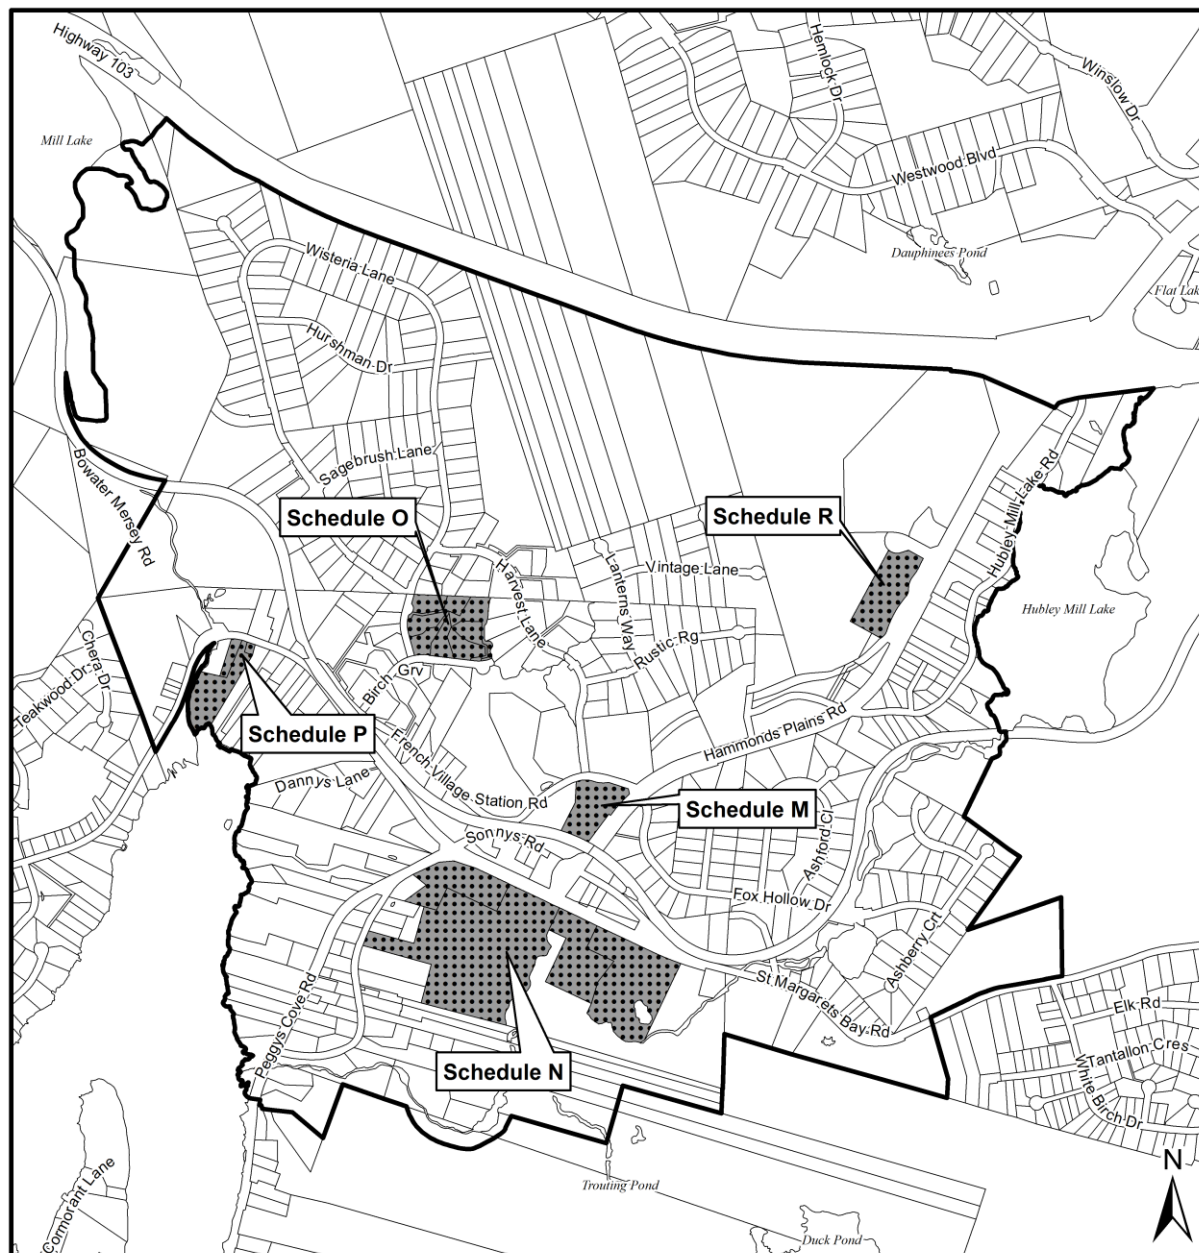 Highway 103
Hemlock Dr
Winslow Dr
Mill Lake
Westwood Blvd
Dauphinees Pond
Wisteria Lane
Flat Lak
Hurshman Dr
Sagebrush Lane
Bowater Mersey Rd
Hubley Mill Lake Rd
Schedule O
Schedule R
Harvest Lane
Lanterns Way
Vintage Lane
Hubley Mill Lake
Chera Dr
Rustic Rg
Teakwood Dr
Birch Grv
Schedule P
Hammonds Plains Rd
French Village Station Rd
Dannys Lane
Schedule M
Sonnys Rd
Ashford Cl
Fox Hollow Dr
Ashberry Crt
St Margarets Bay Rd
Peggys Cove Rd
Elk Rd
Tantallon Cres
White Birch Dr
Schedule N
N
Trouting Pond
Cormorant Lane
Duck Pond